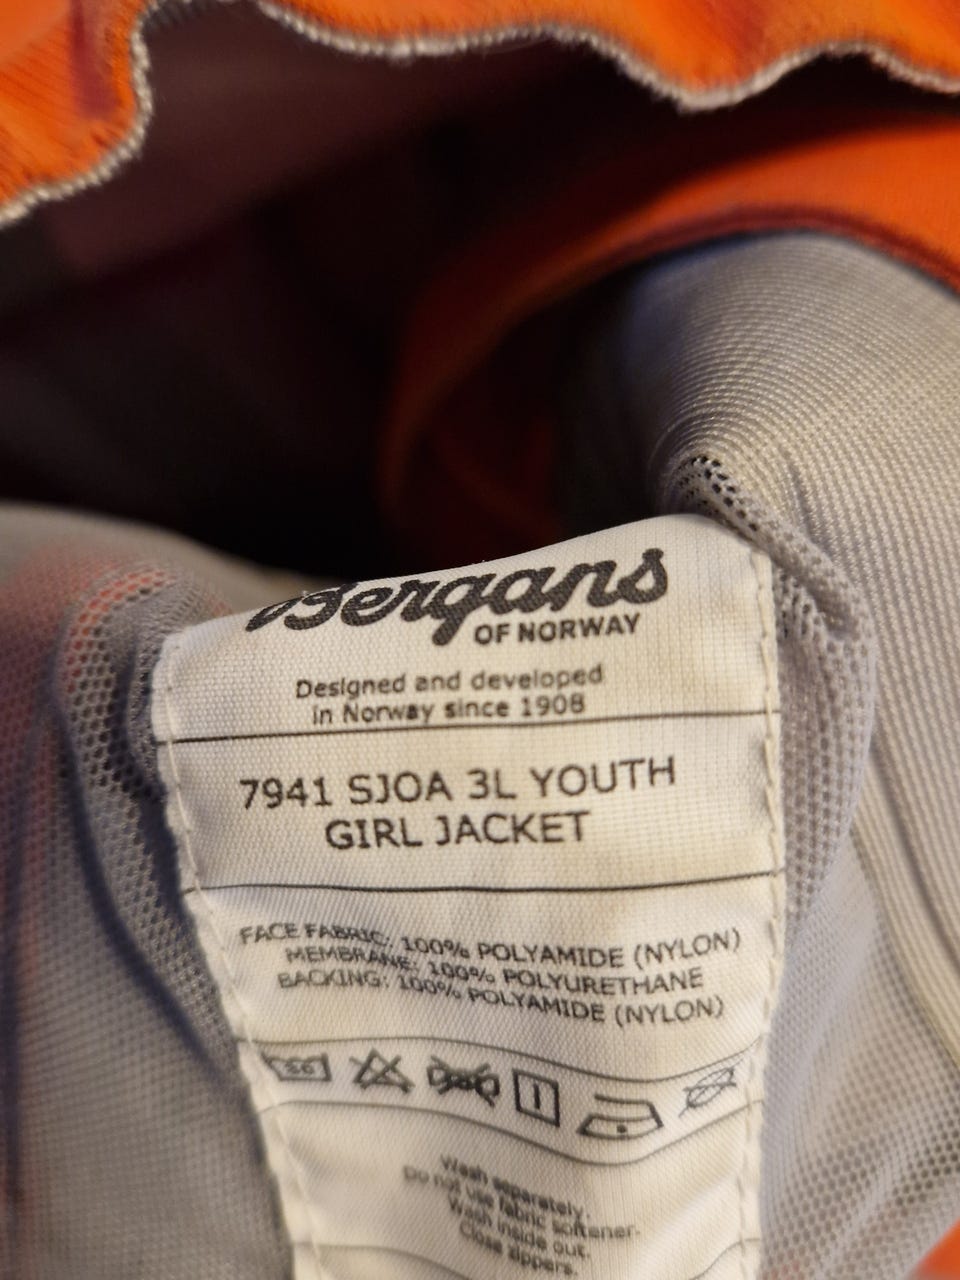 Bergans
OF NORWAY
Designed and developed
in Norway since 1908
7941 SJOA 3L YOUTH
GIRL JACKET
FACE FABRIC: 100% POLYAMIDE (NYLON)
MEMBRANE: 100% POLYURETHANE
BACKING: 100% POLYAMIDE (NYLON)
Wash separately.
Do not use fabric softener.
Wash inside out.
Close zippers.